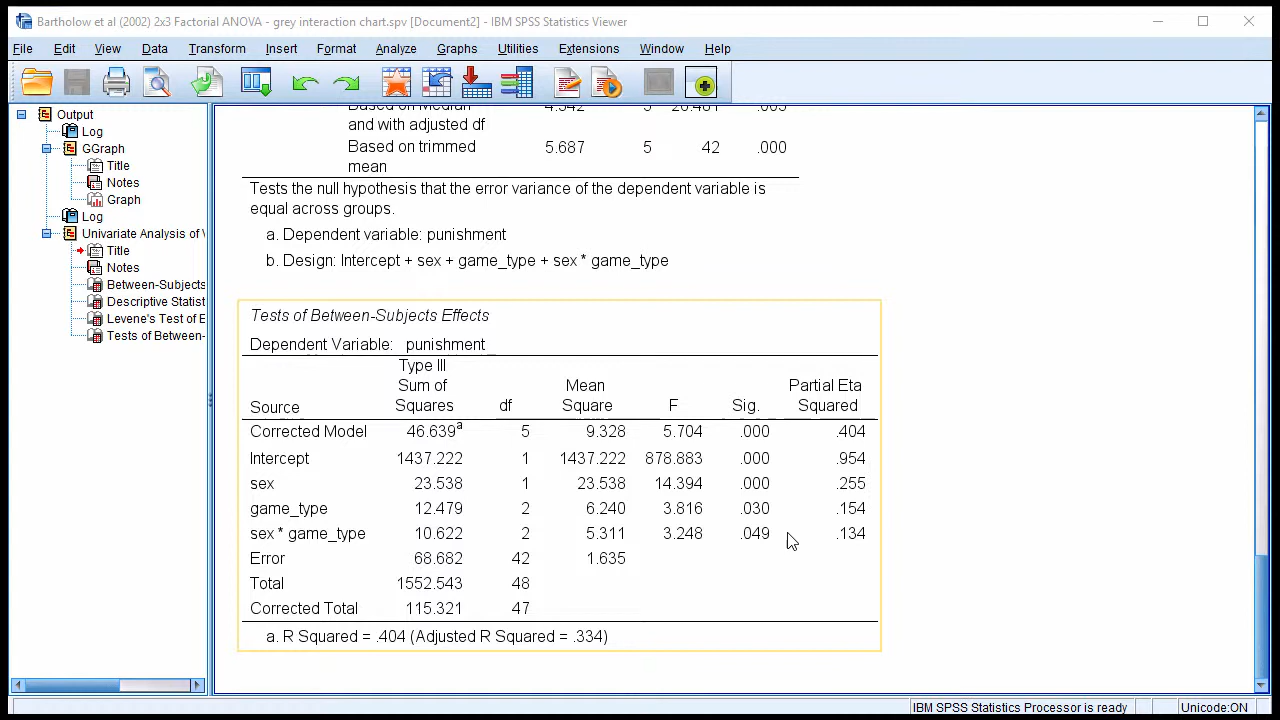 Bartholow et al (2002) 2x3 Factorial ANOVA - grey interaction chart.spv [Document2] - IBM SPSS Statistics Viewer
File Edit View Data Transform Insert Format Analyze Graphs Utilities Extensions Window Help
Output
Log
GGraph
Title
Notes
Graph
Log
Univariate Analysis of V
Title
Notes
Between-Subjects
Descriptive Statist
Levene's Test of E
Tests of Between-
Based on Median
and with adjusted df
Based on trimmed 5.687 5 42 .000
mean
Tests the null hypothesis that the error variance of the dependent variable is
equal across groups.
a. Dependent variable: punishment
b. Design: Intercept + sex + game_type + sex * game_type
Tests of Between-Subjects Effects
Dependent Variable: punishment
Type III
Sum of Mean Partial Eta
Source Squares df Square F Sig. Squared
Corrected Model 46.639a 5 9.328 5.704 .000 .404
Intercept 1437.222 1 1437.222 878.883 .000 .954
sex 23.538 1 23.538 14.394 .000 .255
game_type 12.479 2 6.240 3.816 .030 .154
sex * game_type 10.622 2 5.311 3.248 .049 .134
Error 68.682 42 1.635
Total 1552.543 48
Corrected Total 115.321 47
a. R Squared = .404 (Adjusted R Squared = .334)
IBM SPSS Statistics Processor is ready Unicode:ON